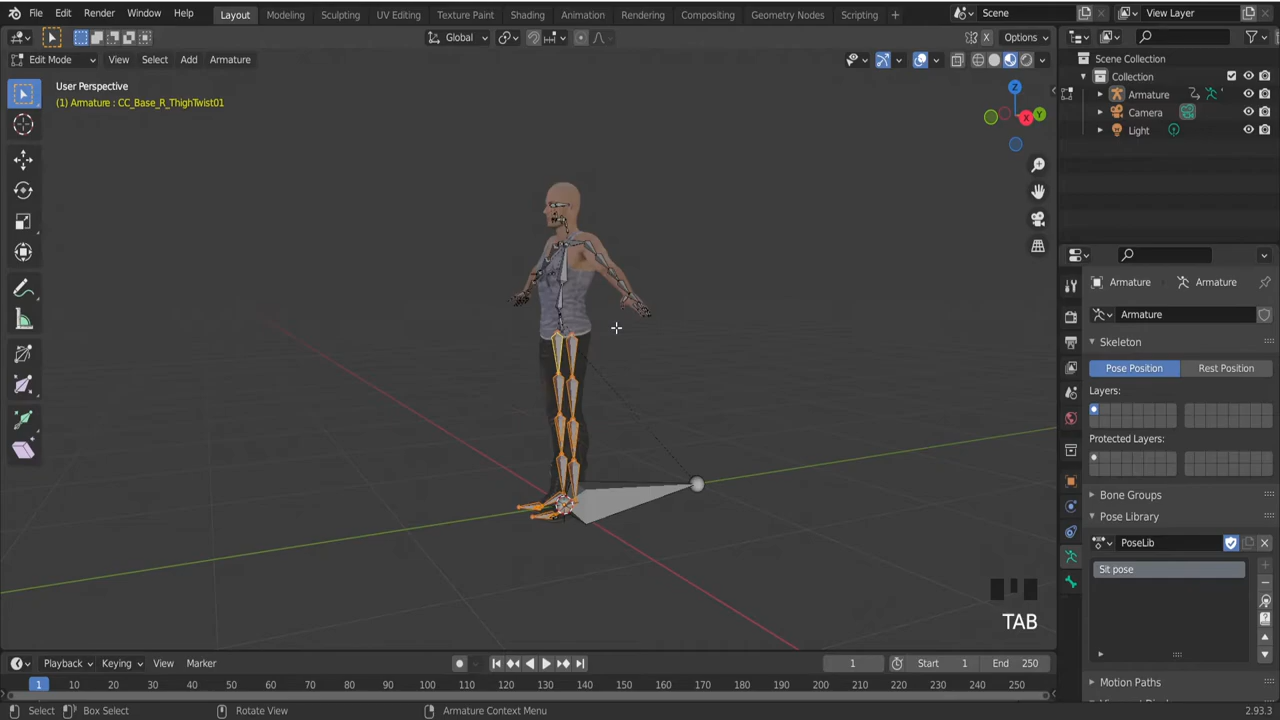 File Edit Render Window Help Layout Modeling Sculpting UV Editing Texture Paint Shading Animation Rendering Compositing Geometry Nodes Scripting + Scene View Layer
Global Options
Edit Mode View Select Add Armature
User Perspective
(1) Armature : CC_Base_R_ThighTwist01
Z
Y
X
X
Scene Collection
Collection
Armature
Camera
Light
Armature Armature
Armature
Skeleton
Pose Position Rest Position
Layers:
Protected Layers:
Bone Groups
Pose Library
PoseLib
Sit pose
Motion Paths
TAB
Playback Keying View Marker 1 Start 1 End 250
1 10 20 30 40 50 60 70 80 90 100 110 120 130 140 150 160 170 180 190 200 210 220 230 240 250
Select Box Select Rotate View Armature Context Menu 2.93.3